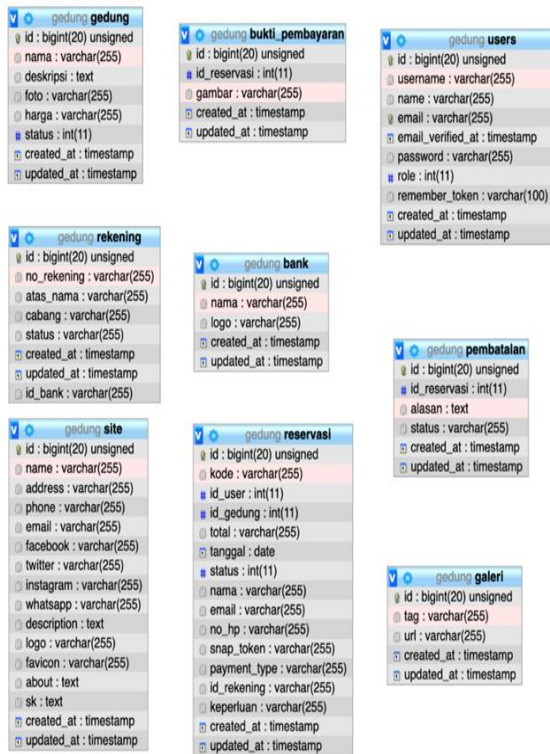 gedung gedung
id : bigint(20) unsigned
nama : varchar(255)
deskripsi : text
foto : varchar(255)
harga : varchar(255)
status : int(11)
created_at : timestamp
updated_at : timestamp
gedung bukti_pembayaran
id : bigint(20) unsigned
id_reservasi : int(11)
gambar : varchar(255)
created_at : timestamp
updated_at : timestamp
gedung users
id : bigint(20) unsigned
username : varchar(255)
name : varchar(255)
email : varchar(255)
email_verified_at : timestamp
password : varchar(255)
role : int(11)
remember_token : varchar(100)
created_at : timestamp
updated_at : timestamp
gedung rekening
id : bigint(20) unsigned
no_rekening : varchar(255)
atas_nama : varchar(255)
cabang : varchar(255)
status : varchar(255)
created_at : timestamp
updated_at : timestamp
id_bank : varchar(255)
gedung bank
id : bigint(20) unsigned
nama : varchar(255)
logo : varchar(255)
created_at : timestamp
updated_at : timestamp
gedung pembatalan
id : bigint(20) unsigned
id_reservasi : int(11)
alasan : text
status : varchar(255)
created_at : timestamp
updated_at : timestamp
gedung site
id : bigint(20) unsigned
name : varchar(255)
address : varchar(255)
phone : varchar(255)
email : varchar(255)
facebook : varchar(255)
twitter : varchar(255)
instagram : varchar(255)
whatsapp : varchar(255)
description : text
logo : varchar(255)
favicon : varchar(255)
about : text
sk : text
created_at : timestamp
updated_at : timestamp
gedung reservasi
id : bigint(20) unsigned
kode : varchar(255)
id_user : int(11)
id_gedung : int(11)
total : varchar(255)
tanggal : date
status : int(11)
nama : varchar(255)
email : varchar(255)
no_hp : varchar(255)
snap_token : varchar(255)
payment_type : varchar(255)
id_rekening : varchar(255)
keperluan : varchar(255)
created_at : timestamp
updated_at : timestamp
gedung galeri
id : bigint(20) unsigned
tag : varchar(255)
url : varchar(255)
created_at : timestamp
updated_at : timestamp